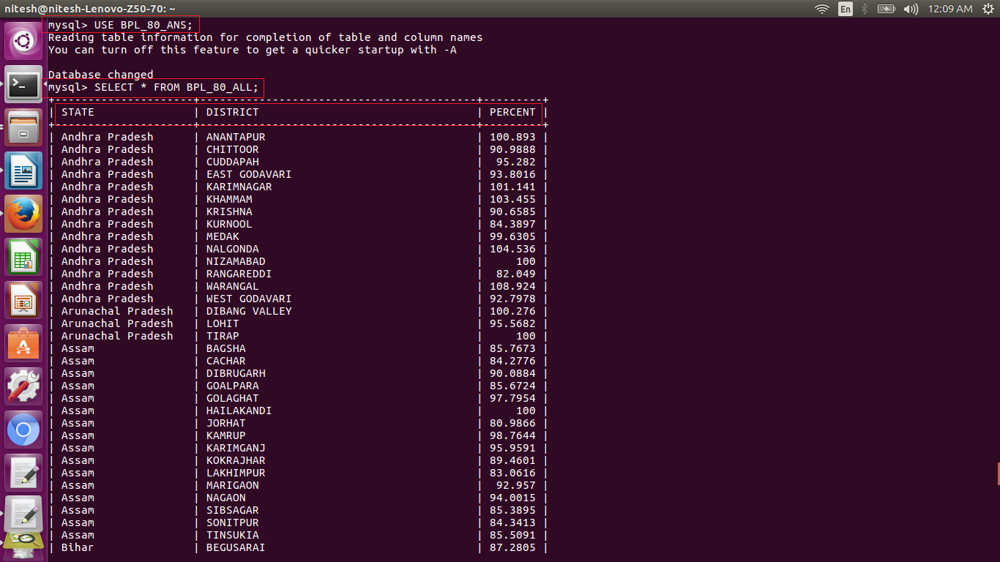 nitesh@nitesh-Lenovo-Z50-70: ~ En 12:09 AM
mysql> USE BPL_80_ANS;
Reading table information for completion of table and column names
You can turn off this feature to get a quicker startup with -A
Database changed
mysql> SELECT * FROM BPL_80_ALL;
+---------------------+------------------------------------------+---------+
| STATE | DISTRICT | PERCENT |
+---------------------+------------------------------------------+---------+
| Andhra Pradesh | ANANTAPUR | 100.893 |
| Andhra Pradesh | CHITTOOR | 90.9888 |
| Andhra Pradesh | CUDDAPAH | 95.282 |
| Andhra Pradesh | EAST GODAVARI | 93.8016 |
| Andhra Pradesh | KARIMNAGAR | 101.141 |
| Andhra Pradesh | KHAMMAM | 103.455 |
| Andhra Pradesh | KRISHNA | 90.6585 |
| Andhra Pradesh | KURNOOL | 84.3897 |
| Andhra Pradesh | MEDAK | 99.6305 |
| Andhra Pradesh | NALGONDA | 104.536 |
| Andhra Pradesh | NIZAMABAD | 100 |
| Andhra Pradesh | RANGAREDDI | 82.049 |
| Andhra Pradesh | WARANGAL | 108.924 |
| Andhra Pradesh | WEST GODAVARI | 92.7978 |
| Arunachal Pradesh | DIBANG VALLEY | 100.276 |
| Arunachal Pradesh | LOHIT | 95.5682 |
| Arunachal Pradesh | TIRAP | 100 |
| Assam | BAGSHA | 85.7673 |
| Assam | CACHAR | 84.2776 |
| Assam | DIBRUGARH | 90.0884 |
| Assam | GOALPARA | 85.6724 |
| Assam | GOLAGHAT | 97.7954 |
| Assam | HAILAKANDI | 100 |
| Assam | JORHAT | 80.9866 |
| Assam | KAMRUP | 98.7644 |
| Assam | KARIMGANJ | 95.9591 |
| Assam | KOKRAJHAR | 89.4601 |
| Assam | LAKHIMPUR | 83.0616 |
| Assam | MARIGAON | 92.957 |
| Assam | NAGAON | 94.0015 |
| Assam | SIBSAGAR | 85.3895 |
| Assam | SONITPUR | 84.3413 |
| Assam | TINSUKIA | 85.5091 |
| Bihar | BEGUSARAI | 87.2805 |